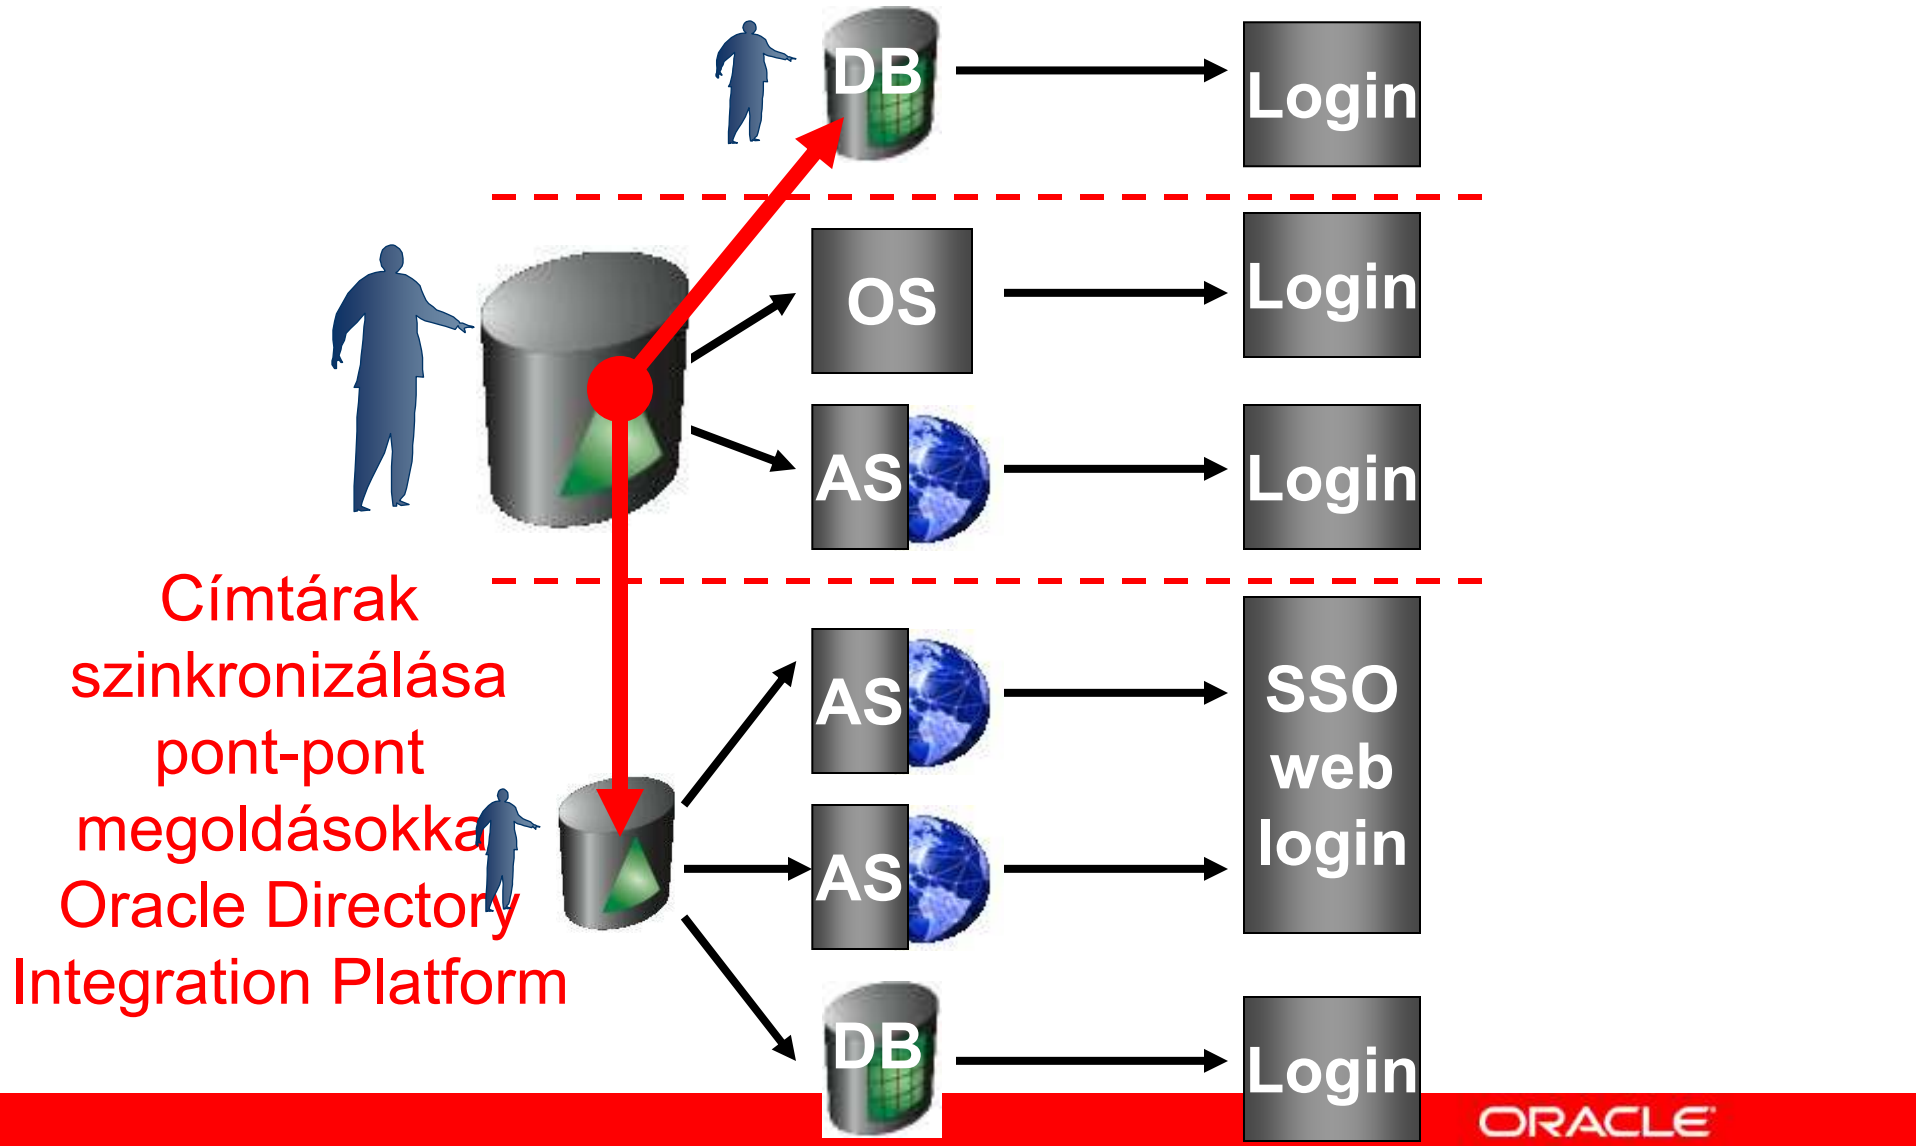 DB
Login
OS
Login
AS
Login
Címtárak
szinkronizálása
pont-pont
megoldásokka
Oracle Directory
Integration Platform
AS
SSO
web
login
AS
DB
Login
ORACLE